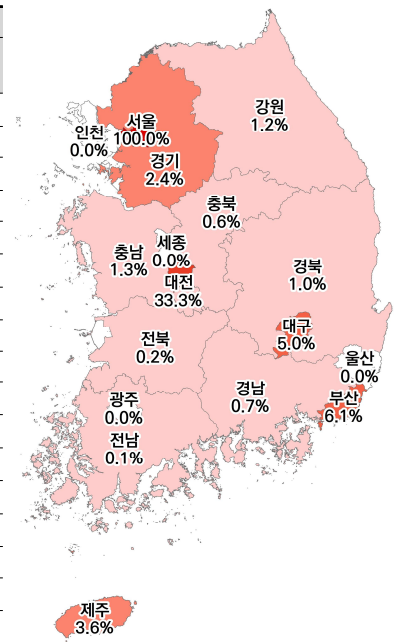 강원
1.2%
서울
100.0%
인천
0.0%
경기
2.4%
충북
0.6%
세종
0.0%
충남
1.3%
대전
33.3%
경북
1.0%
대구
5.0%
전북
0.2%
울산
0.0%
경남
0.7%
부산
6.1%
광주
0.0%
전남
0.1%
제주
3.6%